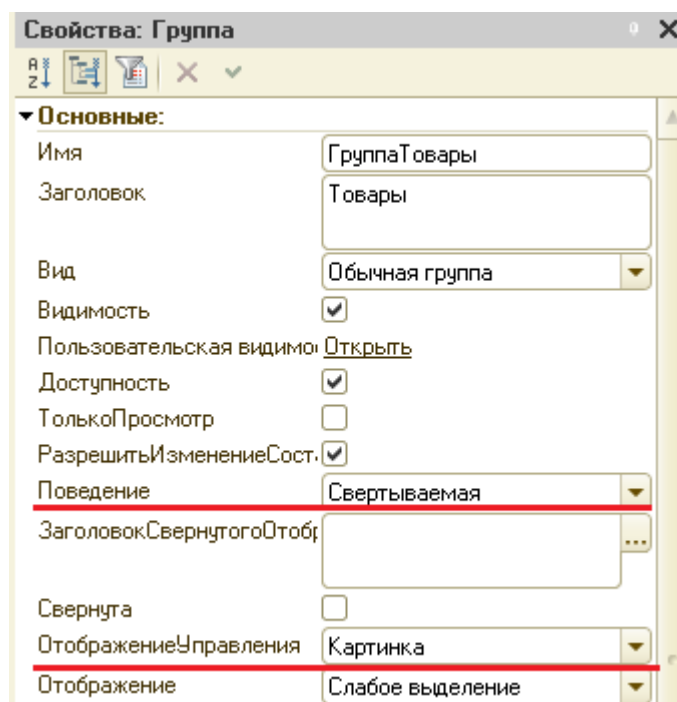 Свойства: Группа
Основные:
Имя ГруппаТовары
Заголовок Товары
Вид Обычная группа
Видимость
Пользовательская видимо Открыть
Доступность
ТолькоПросмотр
РазрешитьИзменениеСост
Поведение Свертываемая
ЗаголовокСвернутогоОтобр ...
Свернута
ОтображениеУправления Картинка
Отображение Слабое выделение